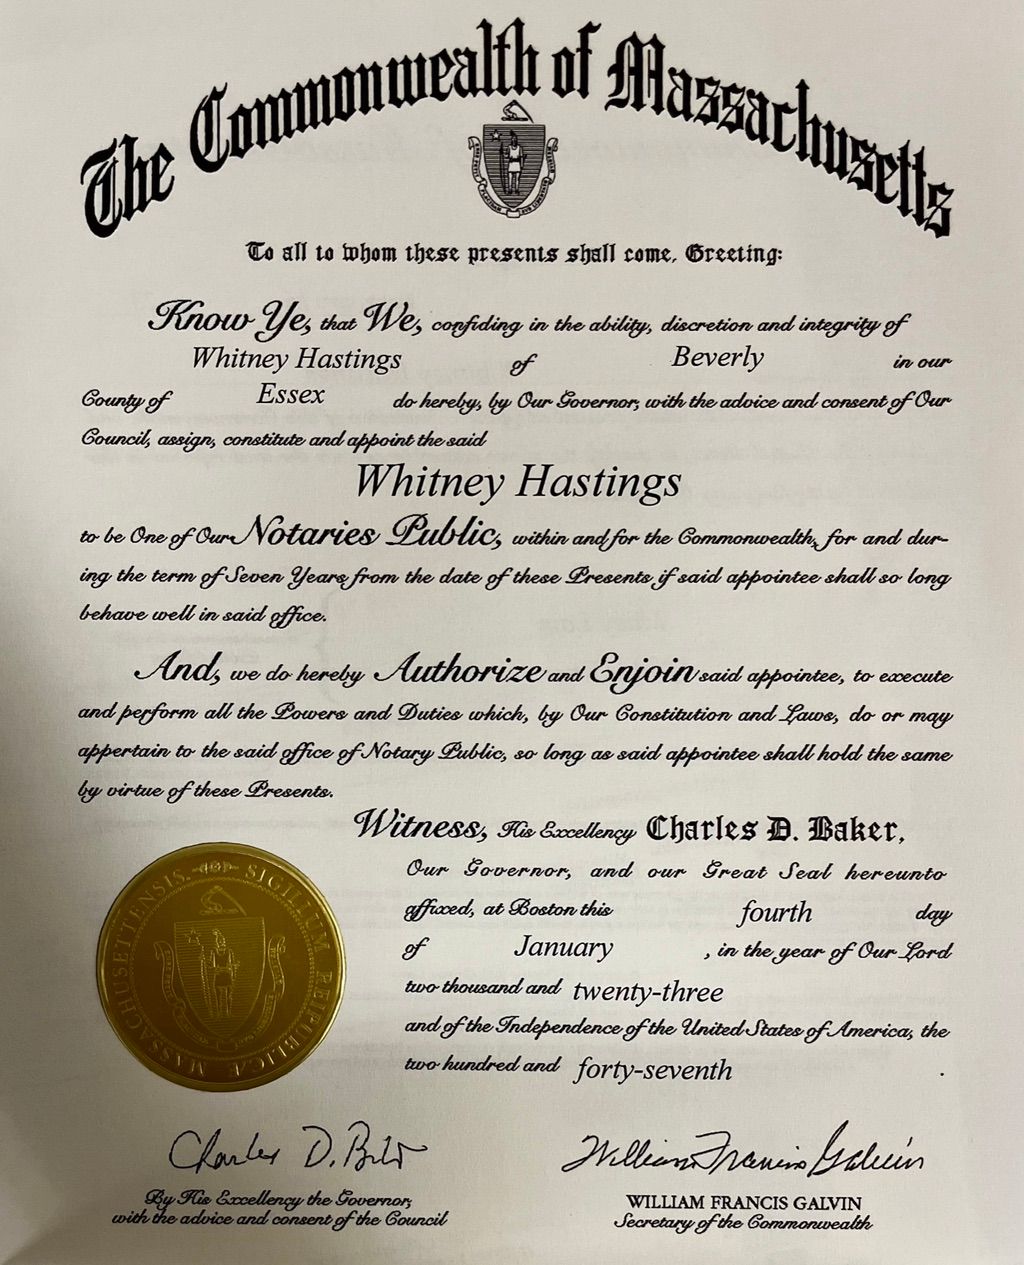 The Commonwealth of Massachusetts
To all to whom these presents shall come, Greeting:
Know Ye, that We, confiding in the ability, discretion and integrity of
Whitney Hastings of Beverly in our
County of Essex do hereby, by Our Governor, with the advice and consent of Our
Council, assign, constitute and appoint the said
Whitney Hastings
to be One of Our Notaries Public, within and for the Commonwealth, for and dur-
ing the term of Seven Years from the date of these Presents if said appointee shall so long
behave well in said office.
And, we do hereby Authorize and Enjoin said appointee, to execute
and perform all the Powers and Duties which, by Our Constitution and Laws, do or may
appertain to the said office of Notary Public, so long as said appointee shall hold the same
by virtue of these Presents.
Witness, His Excellency Charles D. Baker,
Our Governor, and our Great Seal hereunto
affixed, at Boston this fourth day
of January , in the year of Our Lord
two thousand and twenty-three
and of the Independence of the United States of America, the
two hundred and forty-seventh .
SIGILLUM REIPUBLICÆ MASSACHUSETTENSIS.
Charles D. Baker
William Francis Galvin
By His Excellency the Governor,
with the advice and consent of the Council
WILLIAM FRANCIS GALVIN
Secretary of the Commonwealth